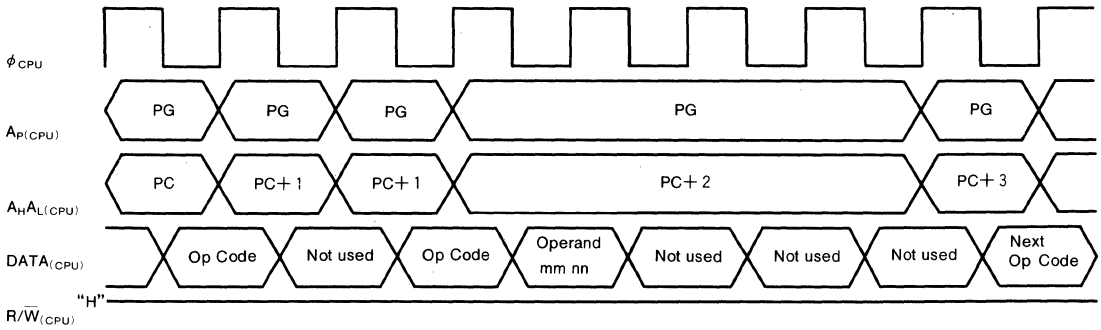 ϕCPU
PG PG PG PG PG
AP(CPU)
PC PC+1 PC+1 PC+2 PC+3
AHAL(CPU)
Op Code Not used Op Code Operand mm nn Not used Not used Not used Next Op Code
DATA(CPU)
"H"
R/W̅(CPU)